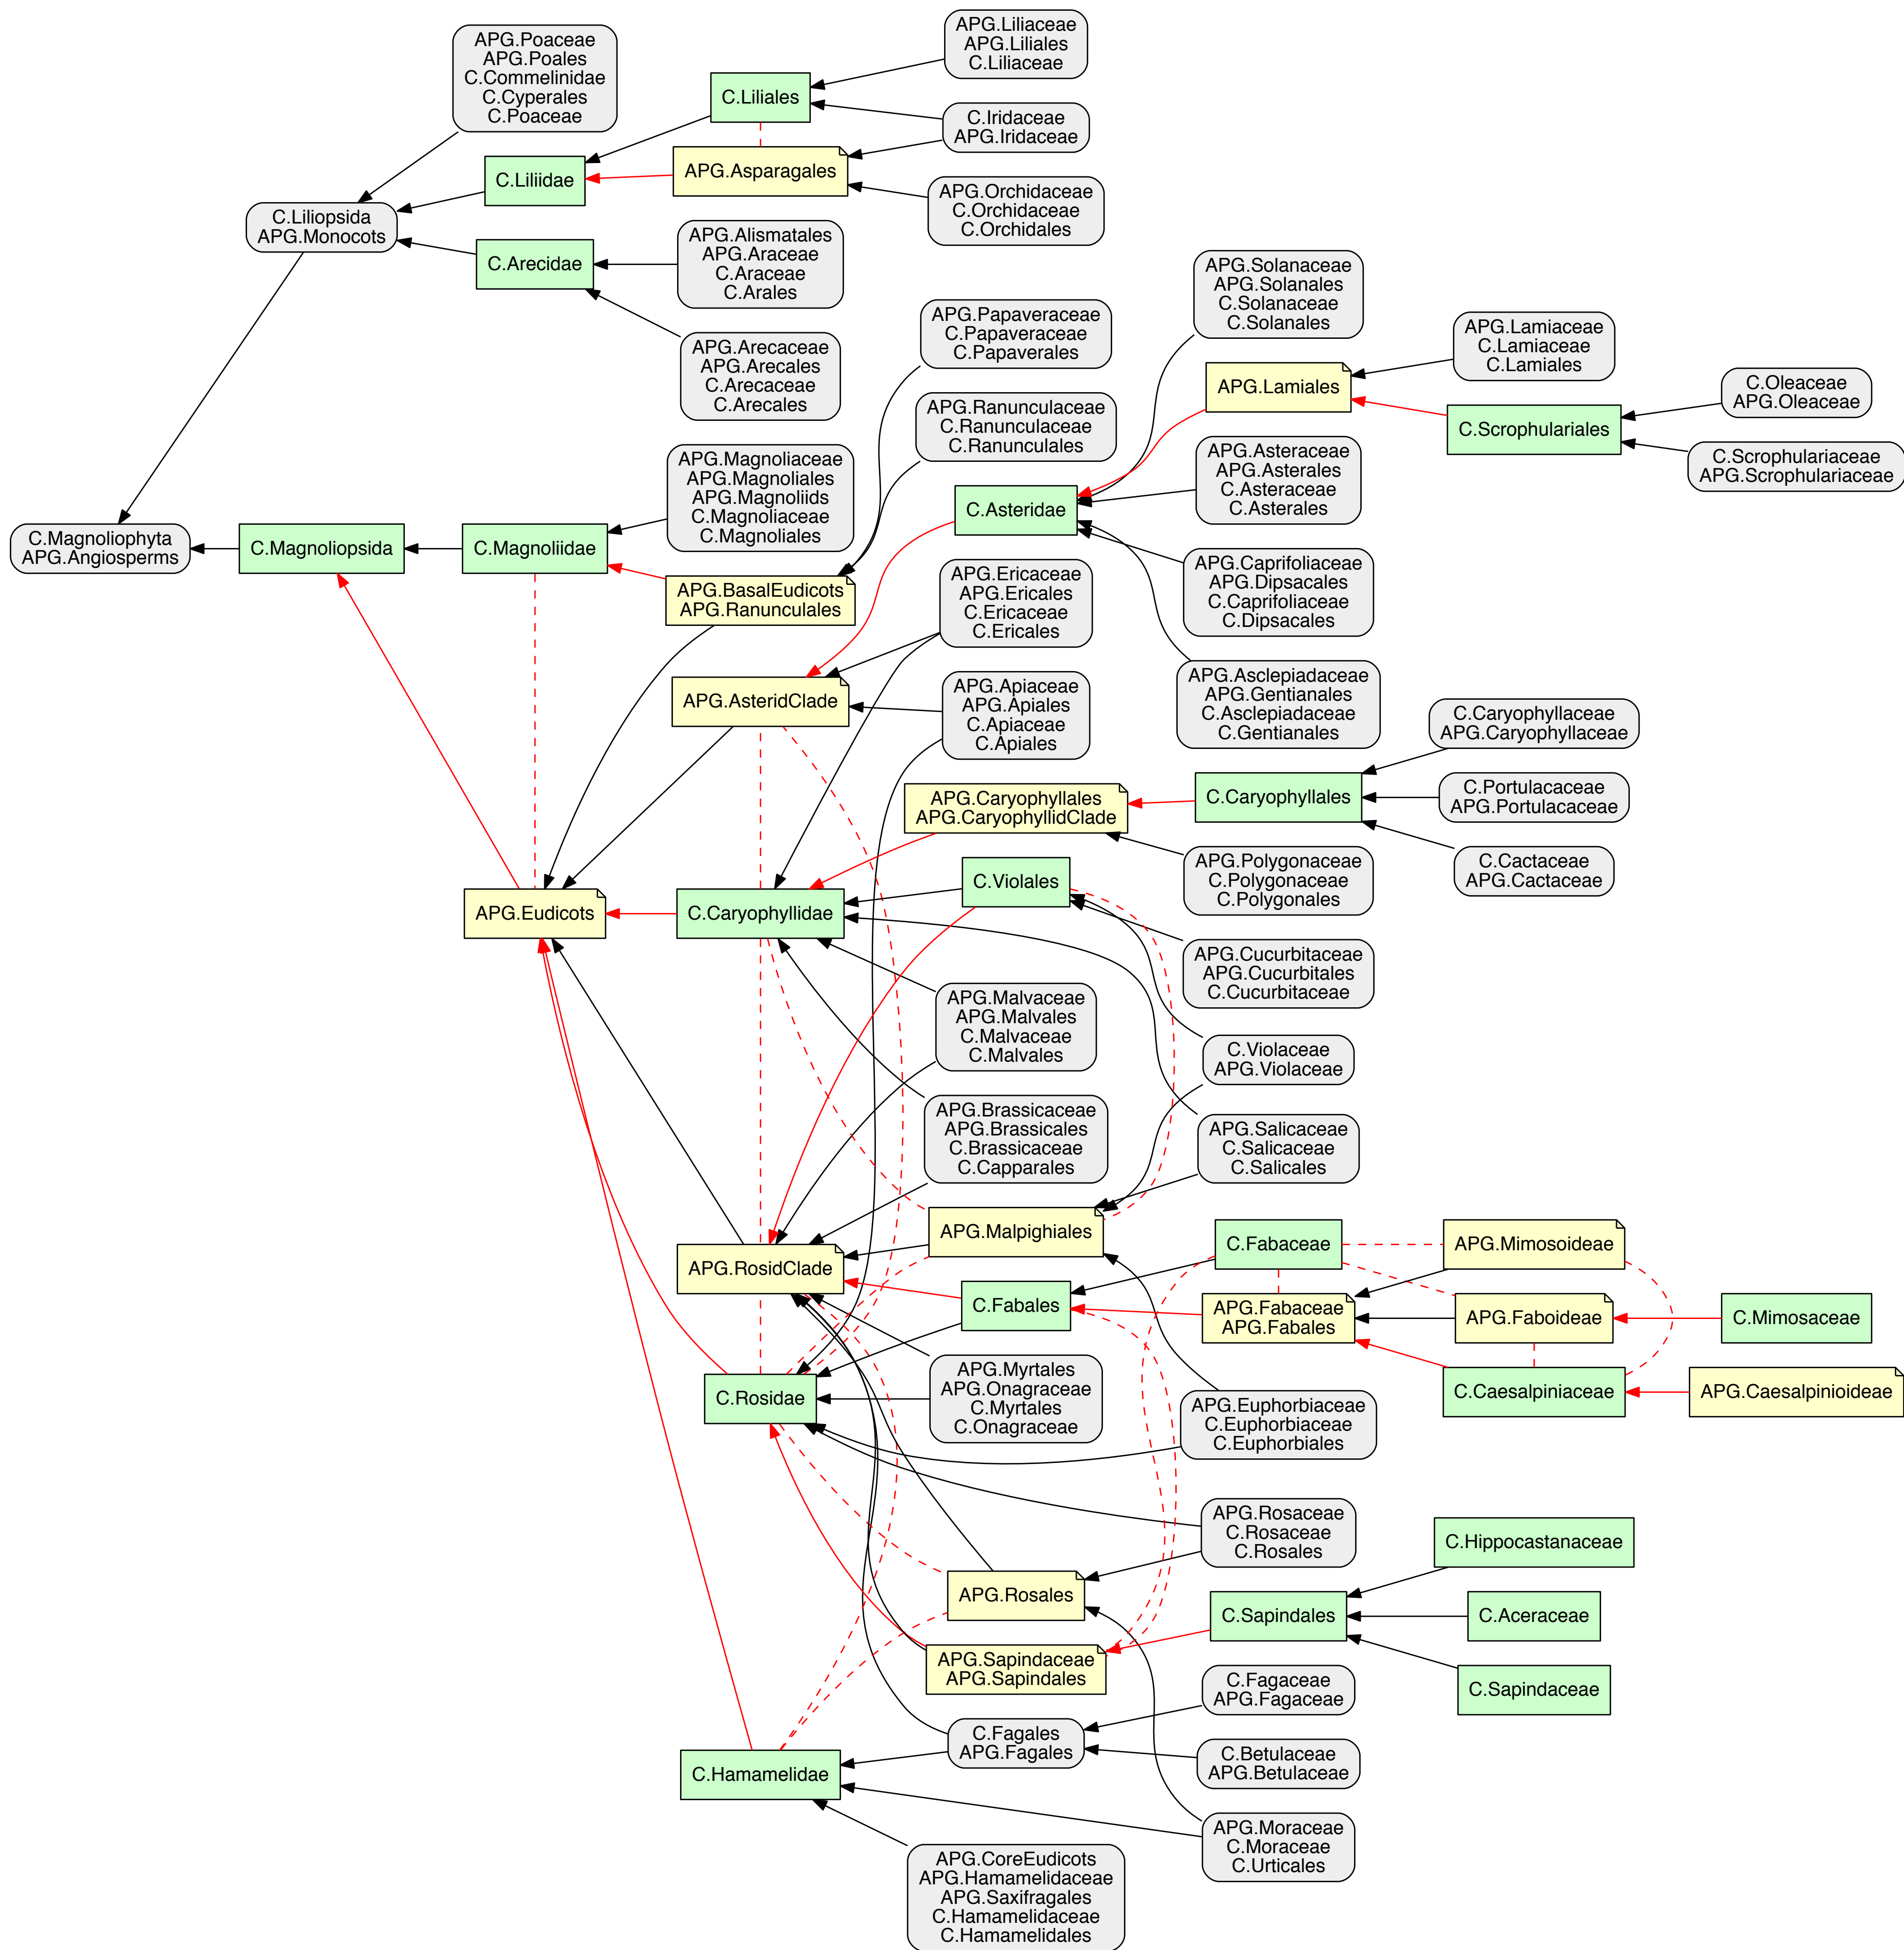 APG.Poaceae
APG.Poales
C.Commelinidae
C.Cyperales
C.Poaceae
APG.Liliaceae
APG.Liliales
C.Liliaceae
C.Liliales
C.Iridaceae
APG.Iridaceae
C.Liliidae
APG.Asparagales
APG.Orchidaceae
C.Orchidaceae
C.Orchidales
C.Liliopsida
APG.Monocots
C.Arecidae
APG.Alismatales
APG.Araceae
C.Araceae
C.Arales
APG.Arecaceae
APG.Arecales
C.Arecaceae
C.Arecales
APG.Solanaceae
APG.Solanales
C.Solanaceae
C.Solanales
APG.Papaveraceae
C.Papaveraceae
C.Papaverales
APG.Lamiaceae
C.Lamiaceae
C.Lamiales
APG.Lamiales
C.Oleaceae
APG.Oleaceae
APG.Ranunculaceae
C.Ranunculaceae
C.Ranunculales
C.Scrophulariales
C.Scrophulariaceae
APG.Scrophulariaceae
APG.Asteraceae
APG.Asterales
C.Asteraceae
C.Asterales
C.Asteridae
APG.Magnoliaceae
APG.Magnoliales
APG.Magnoliids
C.Magnoliaceae
C.Magnoliales
C.Magnoliophyta
APG.Angiosperms
C.Magnoliopsida
C.Magnoliidae
APG.BasalEudicots
APG.Ranunculales
APG.Caprifoliaceae
APG.Dipsacales
C.Caprifoliaceae
C.Dipsacales
APG.Ericaceae
APG.Ericales
C.Ericaceae
C.Ericales
APG.AsteridClade
APG.Apiaceae
APG.Apiales
C.Apiaceae
C.Apiales
APG.Asclepiadaceae
APG.Gentianales
C.Asclepiadaceae
C.Gentianales
C.Caryophyllaceae
APG.Caryophyllaceae
APG.Caryophyllales
APG.CaryophyllidClade
C.Caryophyllales
C.Portulacaceae
APG.Portulacaceae
C.Cactaceae
APG.Cactaceae
APG.Polygonaceae
C.Polygonaceae
C.Polygonales
C.Violales
APG.Eudicots
C.Caryophyllidae
APG.Cucurbitaceae
APG.Cucurbitales
C.Cucurbitaceae
APG.Malvaceae
APG.Malvales
C.Malvaceae
C.Malvales
C.Violaceae
APG.Violaceae
APG.Brassicaceae
APG.Brassicales
C.Brassicaceae
C.Capparales
APG.Salicaceae
C.Salicaceae
C.Salicales
APG.Malpighiales
C.Fabaceae
APG.Mimosoideae
APG.RosidClade
C.Fabales
APG.Fabaceae
APG.Fabales
APG.Faboideae
C.Mimosaceae
C.Rosidae
APG.Myrtales
APG.Onagraceae
C.Myrtales
C.Onagraceae
C.Caesalpiniaceae
APG.Caesalpinioideae
APG.Euphorbiaceae
C.Euphorbiaceae
C.Euphorbiales
APG.Rosaceae
C.Rosaceae
C.Rosales
C.Hippocastanaceae
APG.Rosales
C.Sapindales
C.Aceraceae
APG.Sapindaceae
APG.Sapindales
C.Sapindaceae
C.Fagaceae
APG.Fagaceae
C.Fagales
APG.Fagales
C.Betulaceae
APG.Betulaceae
C.Hamamelidae
APG.Moraceae
C.Moraceae
C.Urticales
APG.CoreEudicots
APG.Hamamelidaceae
APG.Saxifragales
C.Hamamelidaceae
C.Hamamelidales